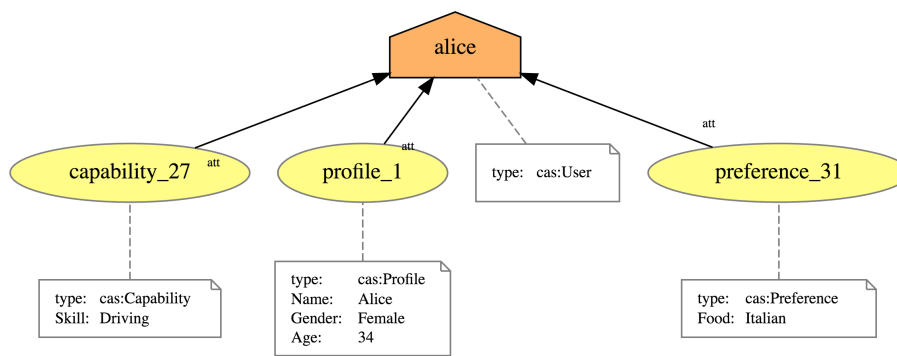 alice
att
capability_27
att
profile_1
att
type: cas:User
preference_31
type: cas:Capability
Skill: Driving
type: cas:Profile
Name: Alice
Gender: Female
Age: 34
type: cas:Preference
Food: Italian